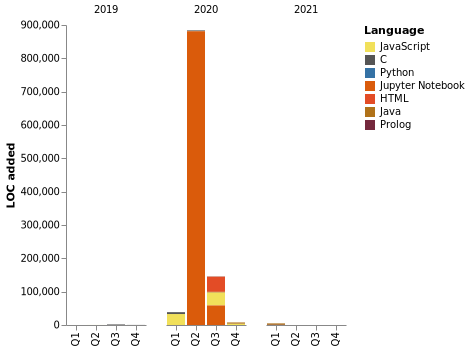 2019 2020 2021
LOC added
900,000
800,000
700,000
600,000
500,000
400,000
300,000
200,000
100,000
0
Q1 Q2 Q3 Q4 Q1 Q2 Q3 Q4 Q1 Q2 Q3 Q4
Language
JavaScript
C
Python
Jupyter Notebook
HTML
Java
Prolog